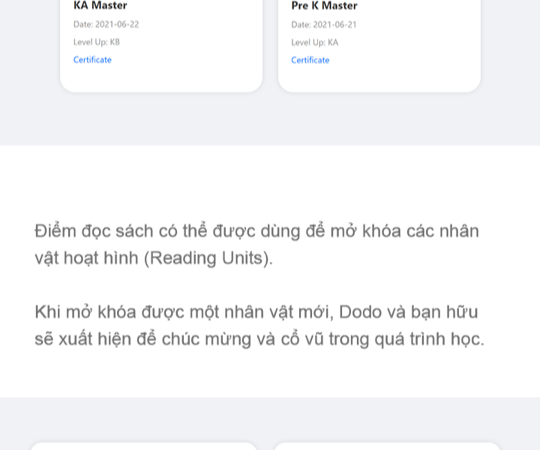 KA Master
Date: 2021-06-22
Level Up: KB
Certificate
Pre K Master
Date: 2021-06-21
Level Up: KA
Certificate
Điểm đọc sách có thể được dùng để mở khóa các nhân
vật hoạt hình (Reading Units).
Khi mở khóa được một nhân vật mới, Dodo và bạn hữu
sẽ xuất hiện để chúc mừng và cổ vũ trong quá trình học.